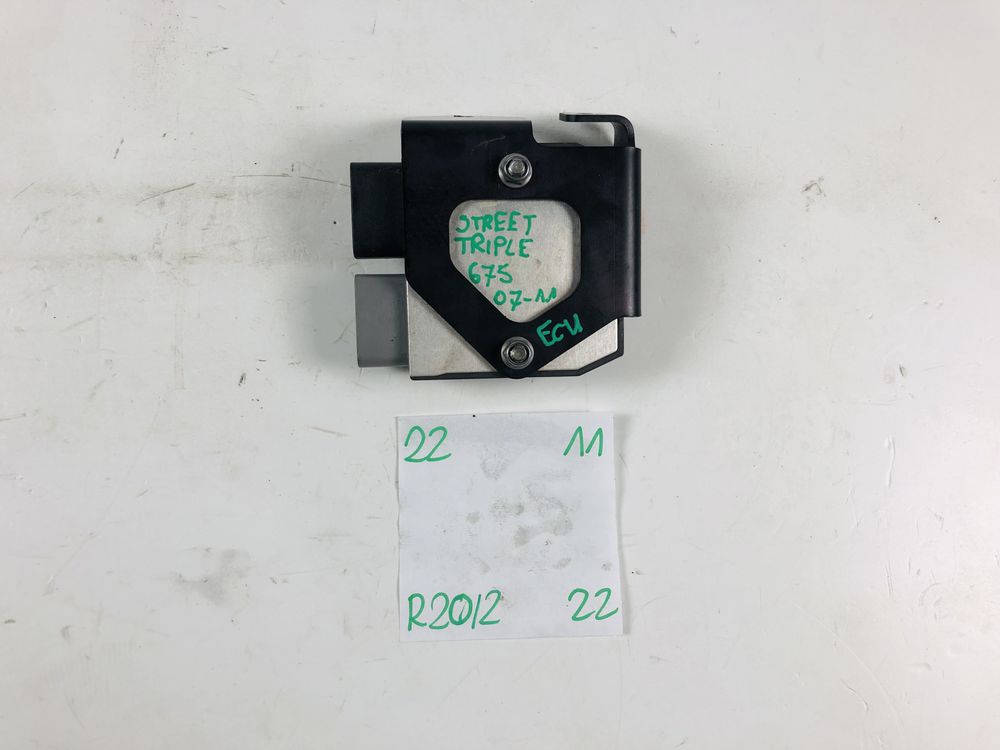 STREET
TRIPLE
675
07-11
ECU
22 11
R2012 22